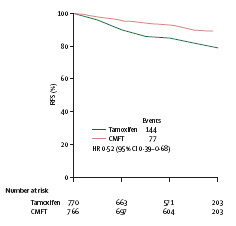 100
80
60
40
20
0
RFS (%)
Events
Tamoxifen 144
CMFT 77
HR 0·52 (95% CI 0·39–0·68)
Number at risk
Tamoxifen 770 663 571 203
CMFT 766 697 604 203